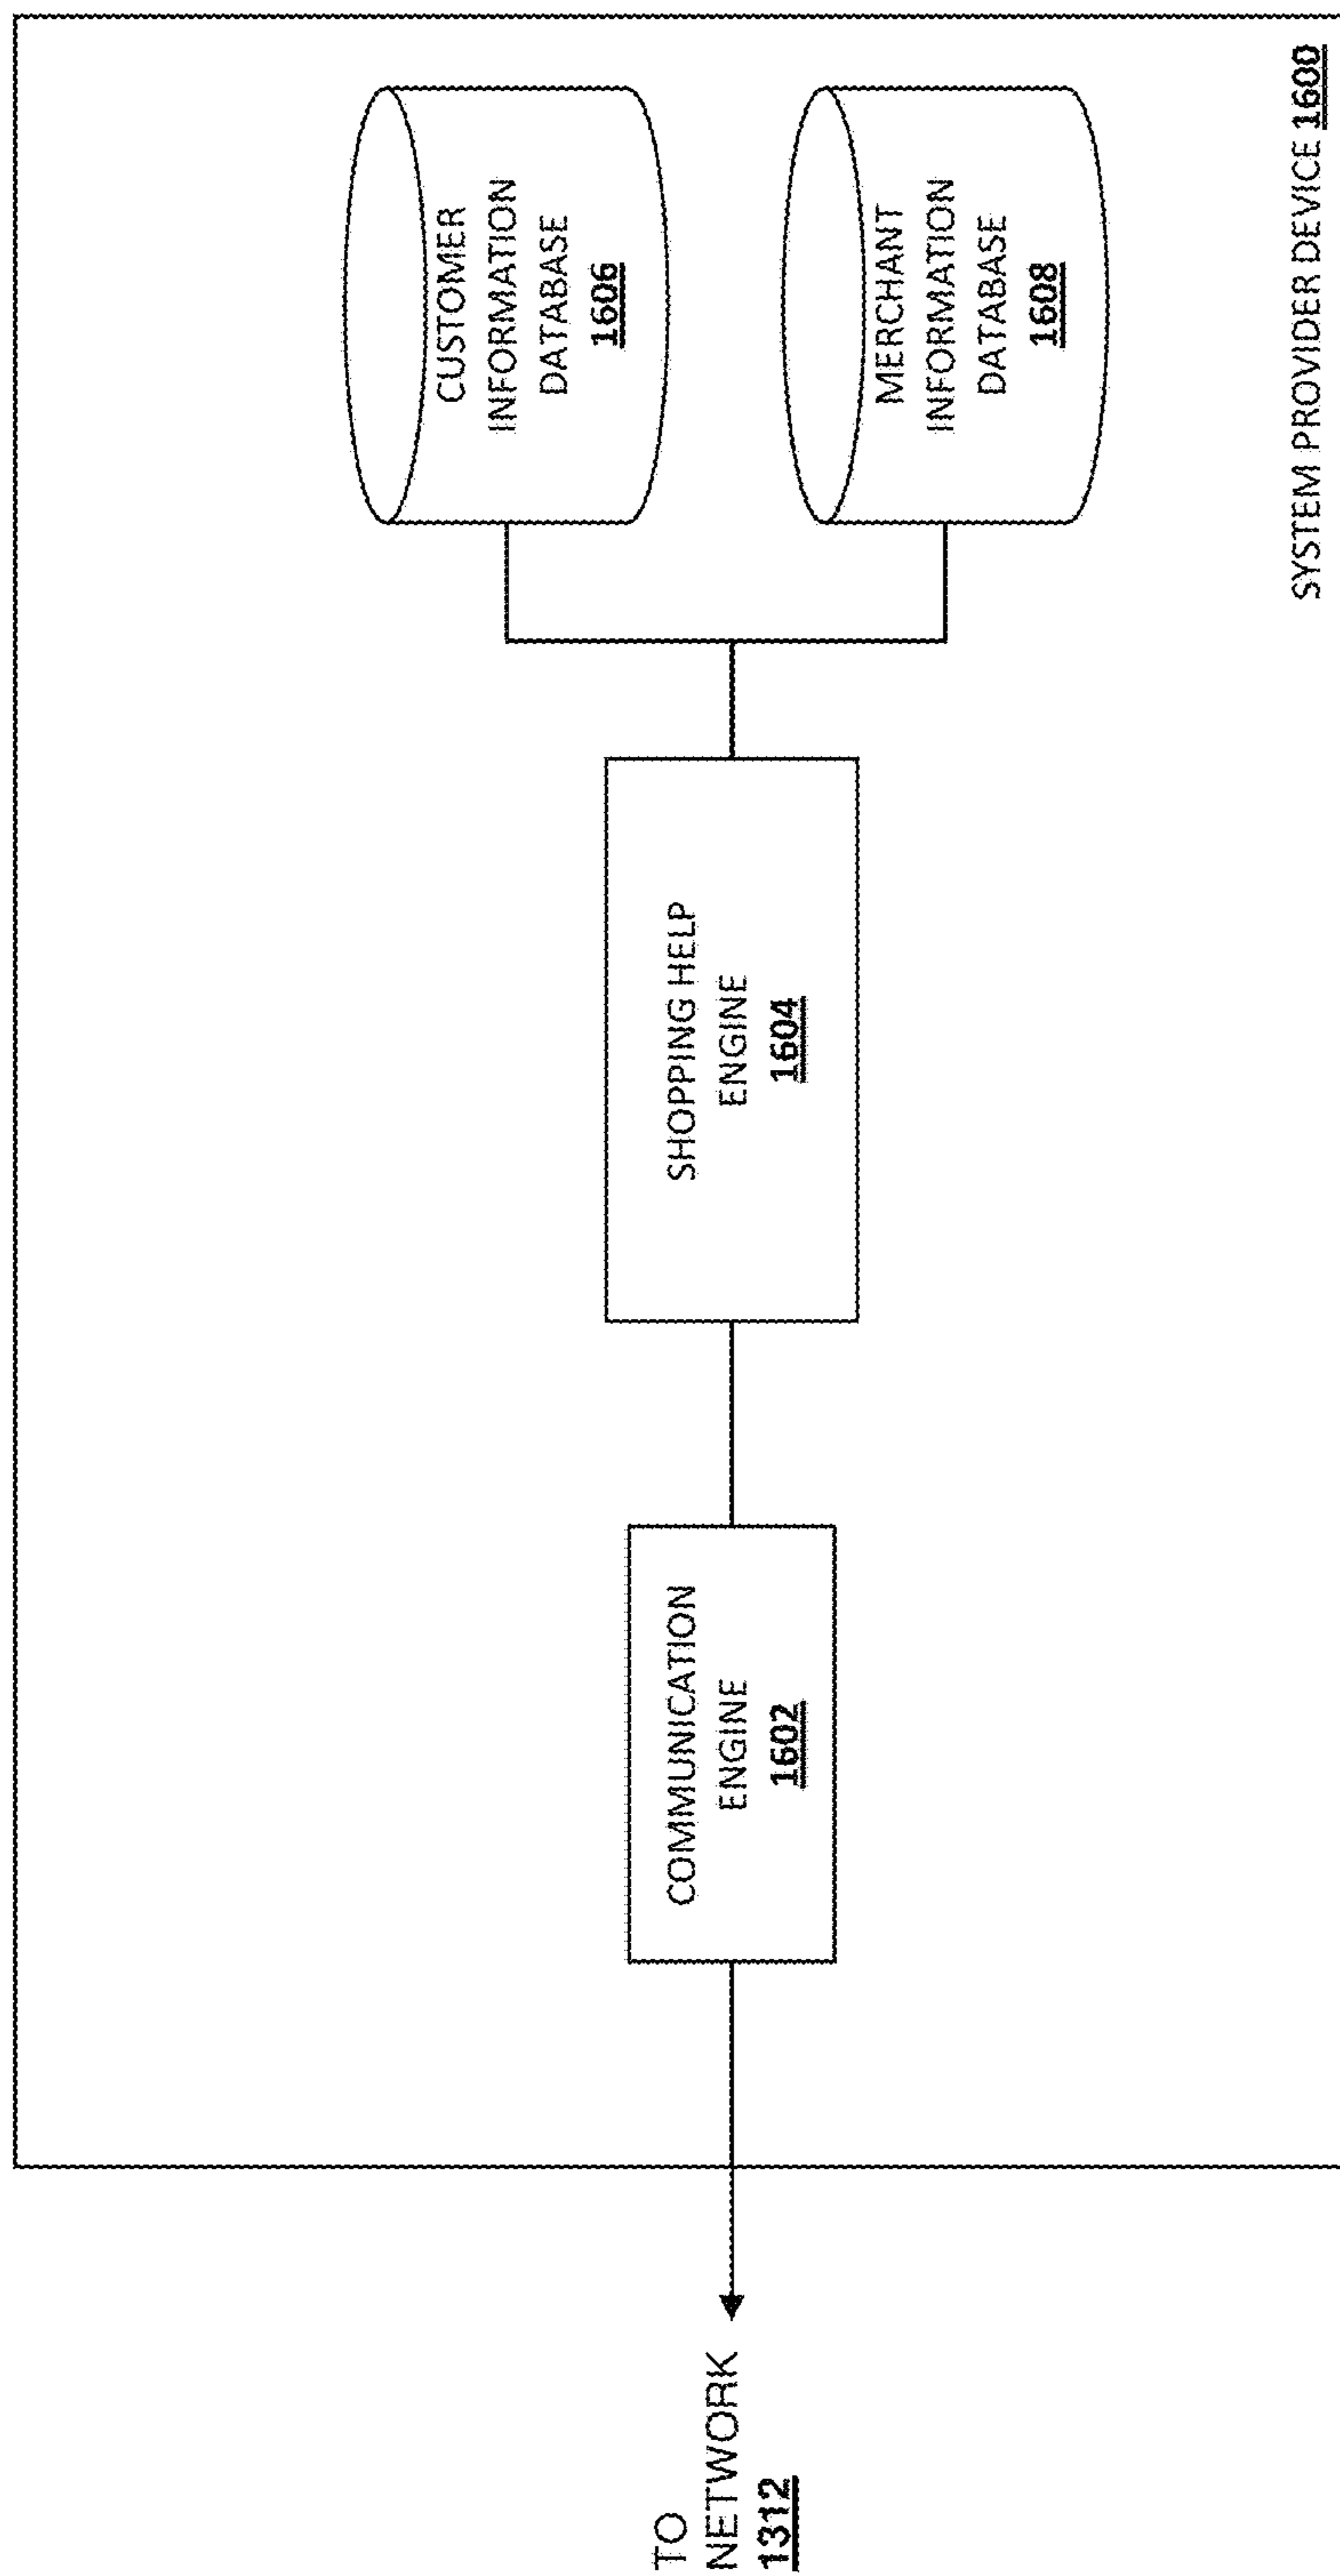 TO
NETWORK
1312
COMMUNICATION
ENGINE
1602
SHOPPING HELP
ENGINE
1604
CUSTOMER
INFORMATION
DATABASE
1606
MERCHANT
INFORMATION
DATABASE
1608
SYSTEM PROVIDER DEVICE 1600